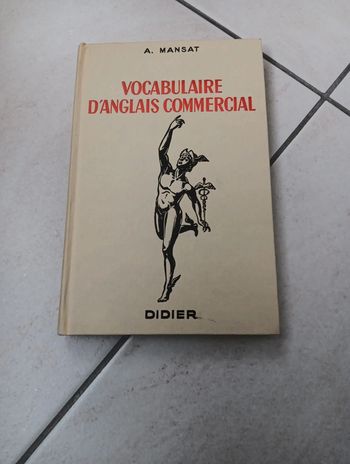 A. MANSAT
VOCABULAIRE
D'ANGLAIS COMMERCIAL
DIDIER